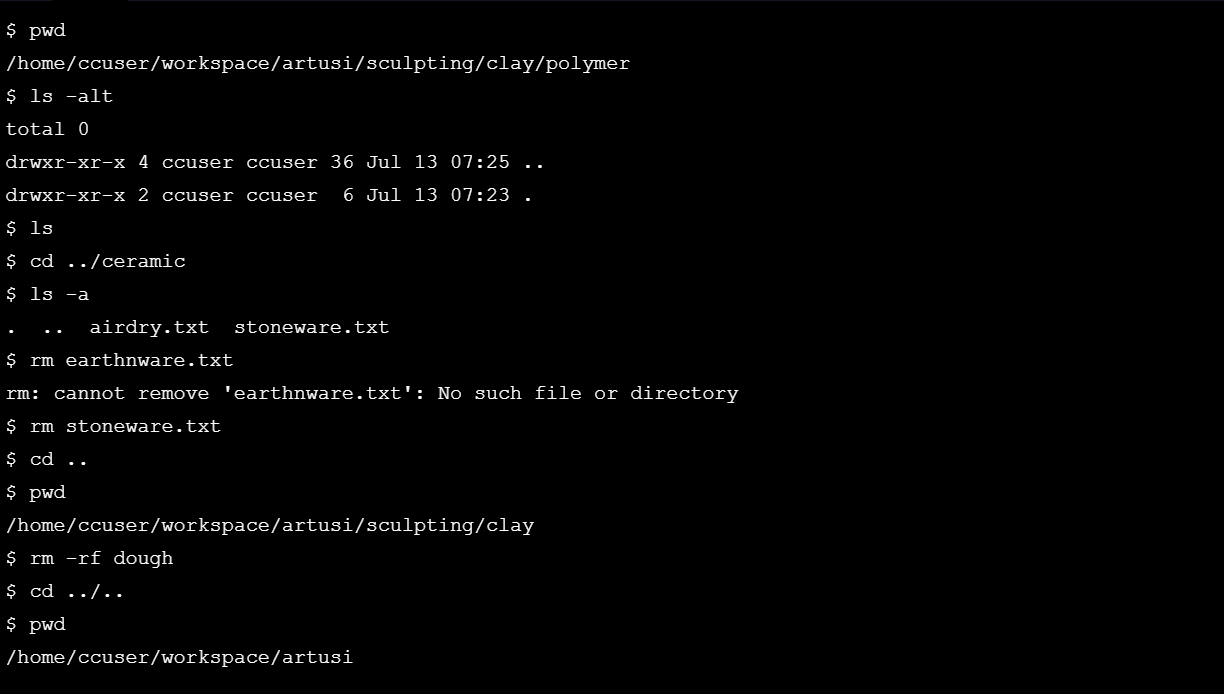 $ pwd
/home/ccuser/workspace/artusi/sculpting/clay/polymer
$ ls -alt
total 0
drwxr-xr-x 4 ccuser ccuser 36 Jul 13 07:25 ..
drwxr-xr-x 2 ccuser ccuser  6 Jul 13 07:23 .
$ ls
$ cd ../ceramic
$ ls -a
.  ..  airdry.txt  stoneware.txt
$ rm earthnware.txt
rm: cannot remove 'earthnware.txt': No such file or directory
$ rm stoneware.txt
$ cd ..
$ pwd
/home/ccuser/workspace/artusi/sculpting/clay
$ rm -rf dough
$ cd ../..
$ pwd
/home/ccuser/workspace/artusi